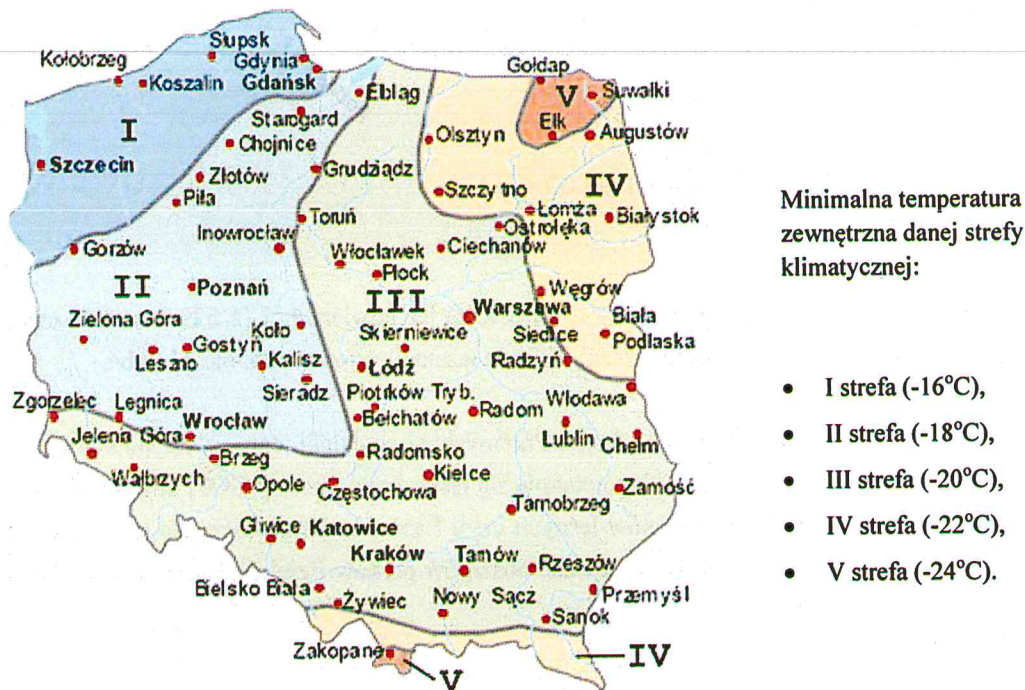 Słupsk
Kołobrzeg
Gdynia
Koszalin
Gdańsk
Gołdap
V
Suwałki
Elbląg
I
Starogard
Ełk
Augustów
Chojnice
Olsztyn
Szczecin
Złotów
Grudziądz
Piła
Szczytno
IV
Łomża
Toruń
Ostrołęka
Białystok
Gorzów
Inowrocław
Włocławek
Ciechanów
Płock
II
Poznań
III
Węgrów
Zielona Góra
Koło
Warszawa
Skierniewice
Siedlce
Biała
Podlaska
Gostyń
Leszno
Kalisz
Łódź
Radzyń
Sieradz
Piotrków Tryb.
Włodawa
Zgorzelec
Legnica
Wrocław
Bełchatów
Radom
Lublin
Chełm
Jelenia Góra
Brzeg
Radomsko
Kielce
Wałbrzych
Opole
Częstochowa
Zamość
Tarnobrzeg
Gliwice
Katowice
Kraków
Tarnów
Rzeszów
Bielsko Biala
Żywiec
Nowy Sącz
Przemyśl
Sanok
Zakopane
V
IV
Minimalna temperatura
zewnętrzna danej strefy
klimatycznej:
• I strefa (-16°C),
• II strefa (-18°C),
• III strefa (-20°C),
• IV strefa (-22°C),
• V strefa (-24°C).